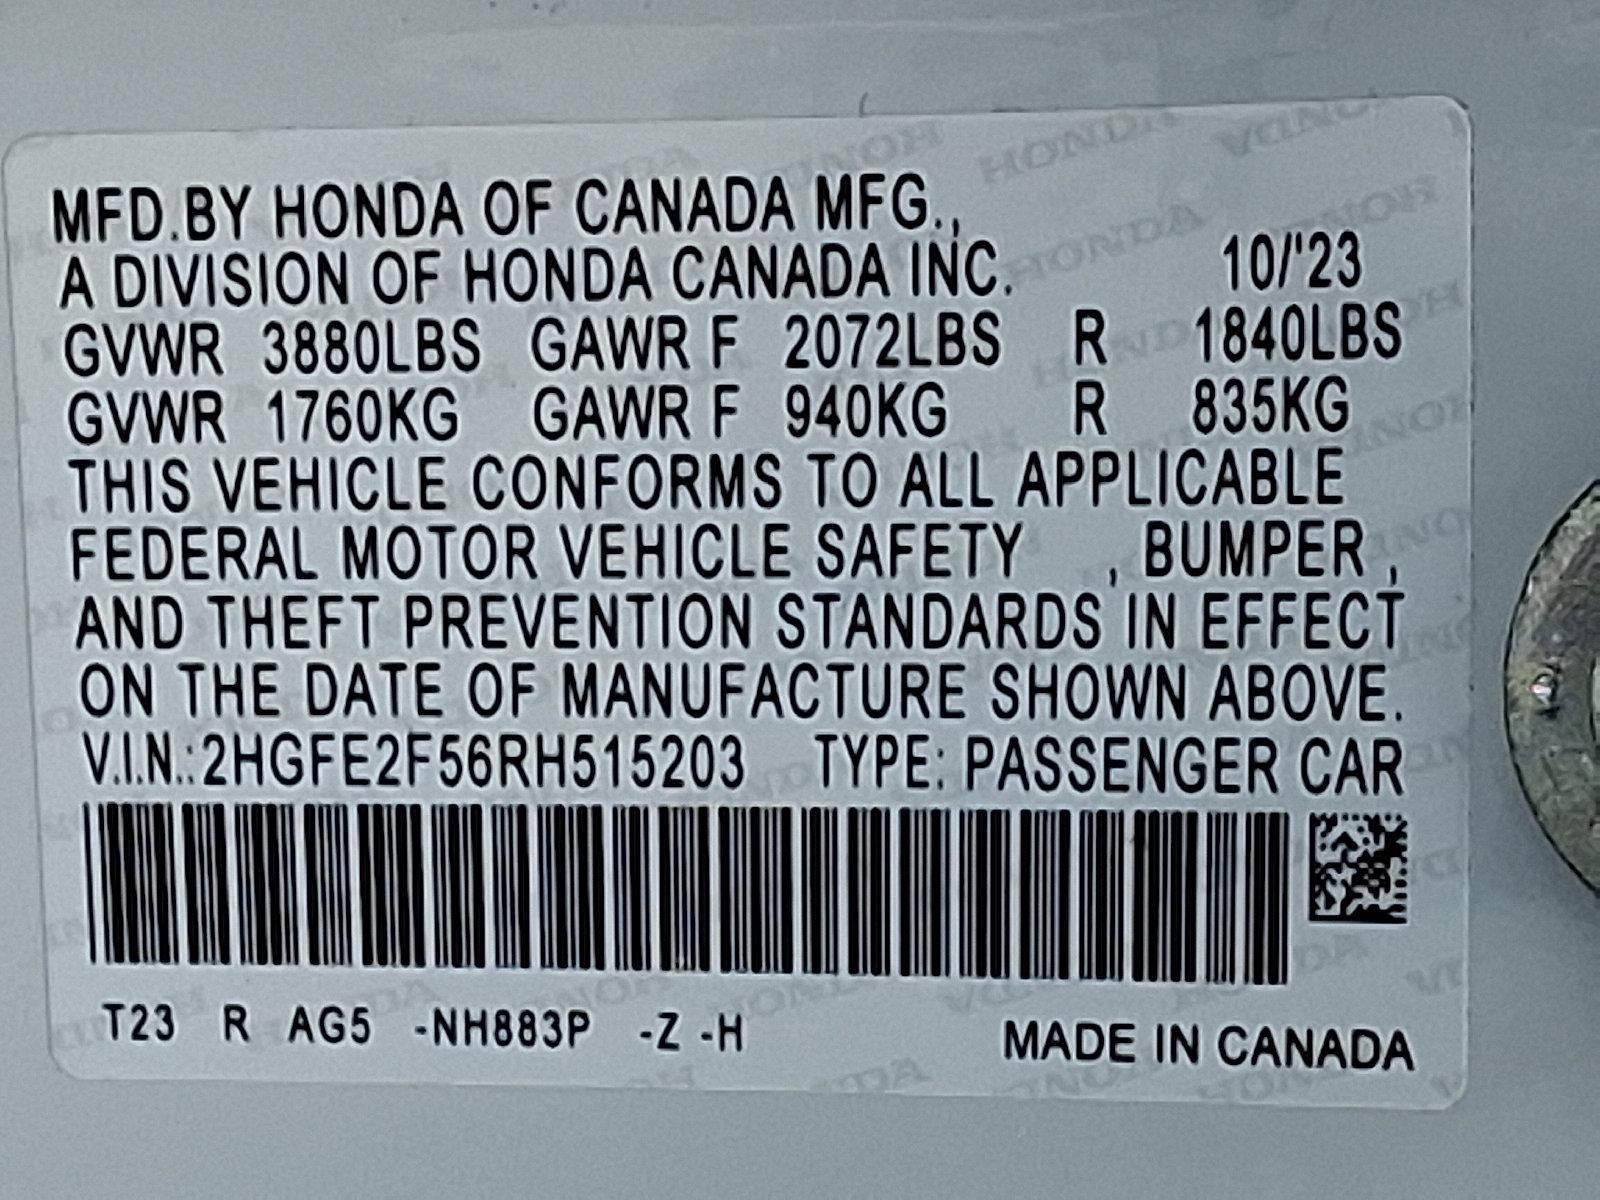 MFD.BY HONDA OF CANADA MFG.,
A DIVISION OF HONDA CANADA INC. 10/'23
GVWR 3880LBS GAWR F 2072LBS R 1840LBS
GVWR 1760KG GAWR F 940KG R 835KG
THIS VEHICLE CONFORMS TO ALL APPLICABLE
FEDERAL MOTOR VEHICLE SAFETY , BUMPER ,
AND THEFT PREVENTION STANDARDS IN EFFECT
ON THE DATE OF MANUFACTURE SHOWN ABOVE.
V.I.N.:2HGFE2F56RH515203 TYPE: PASSENGER CAR
T23 R AG5 -NH883P -Z -H MADE IN CANADA